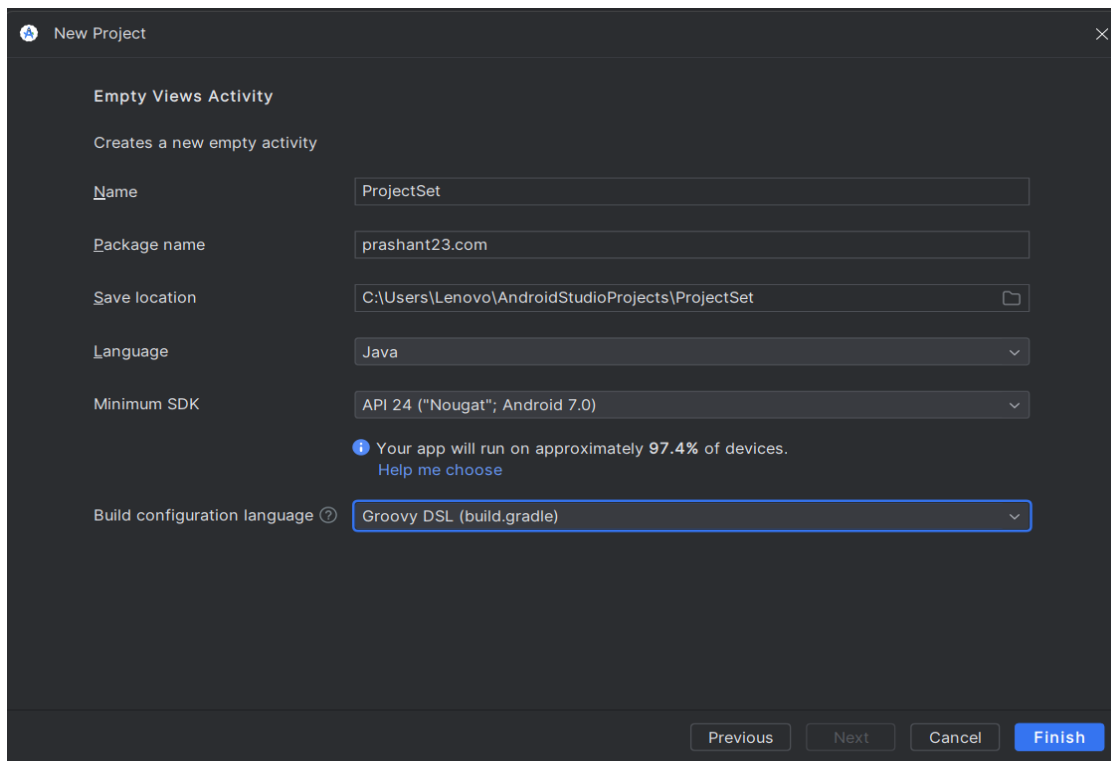 New Project
Empty Views Activity
Creates a new empty activity
Name
ProjectSet
Package name
prashant23.com
Save location
C:\Users\Lenovo\AndroidStudioProjects\ProjectSet
Language
Java
Minimum SDK
API 24 ("Nougat"; Android 7.0)
Your app will run on approximately 97.4% of devices.
Help me choose
Build configuration language ?
Groovy DSL (build.gradle)
Previous
Next
Cancel
Finish